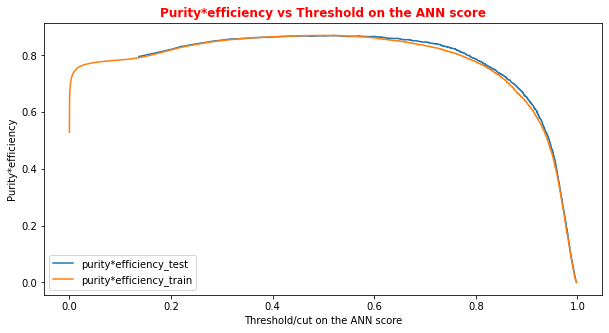 Purity*efficiency vs Threshold on the ANN score
Purity*efficiency
0.8
0.6
0.4
0.2
0.0
purity*efficiency_test
purity*efficiency_train
0.0 0.2 0.4 0.6 0.8 1.0
Threshold/cut on the ANN score